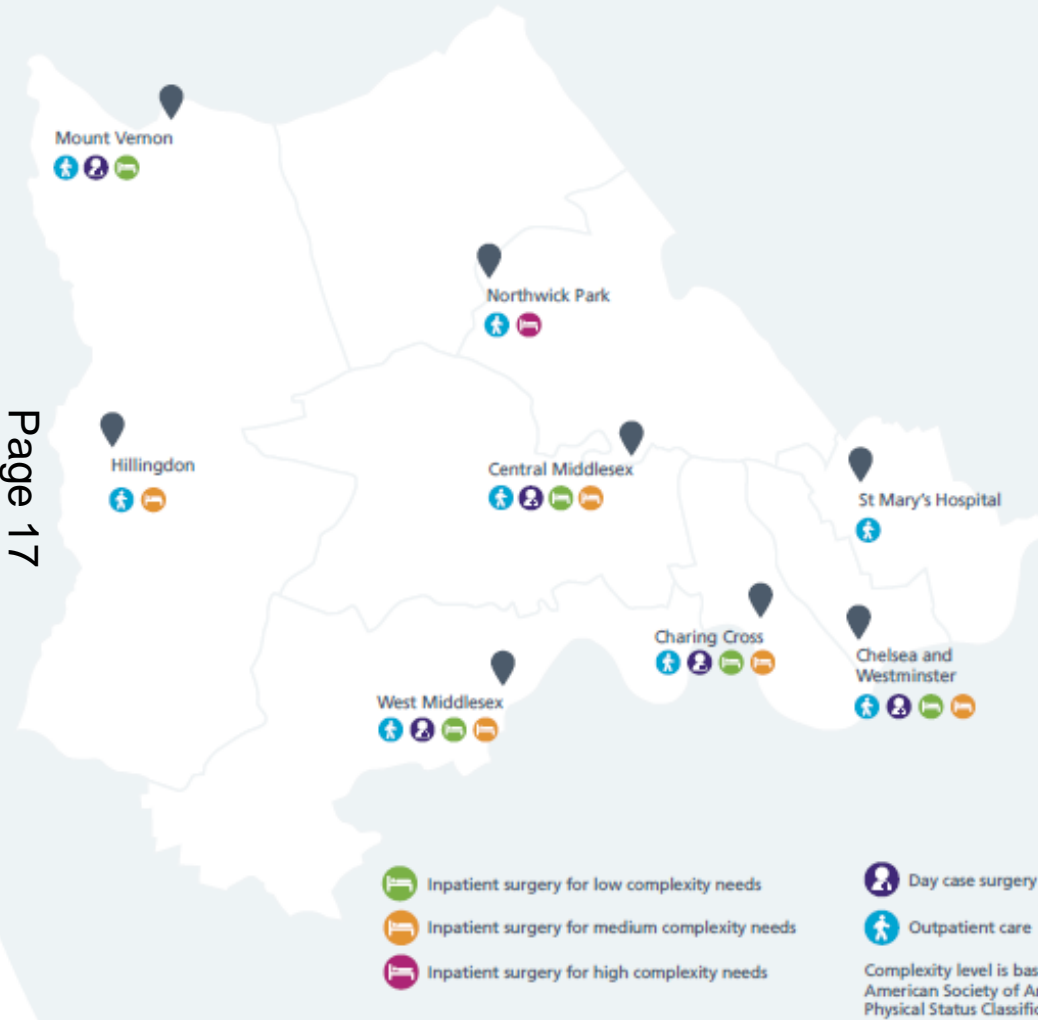 Mount Vernon
Northwick Park
Page 17
Hillingdon
Central Middlesex
St Mary's Hospital
Charing Cross
Chelsea and
Westminster
West Middlesex
Inpatient surgery for low complexity needs
Inpatient surgery for medium complexity needs
Inpatient surgery for high complexity needs
Day case surgery
Outpatient care
Complexity level is bas
American Society of A
Physical Status Classific